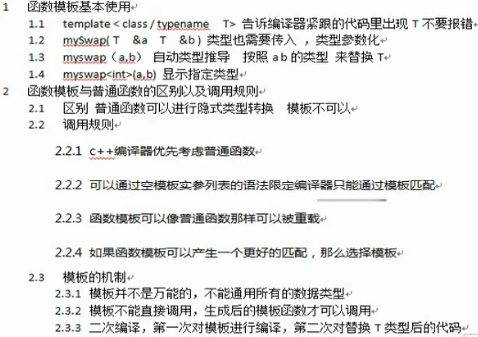 1 函数模板基本使用
1.1 template < class / typename T> 告诉编译器紧跟的代码里出现 T 不要报错
1.2 mySwap( T &a T &b ) 类型也需要传入 ，类型参数化
1.3 myswap（a,b） 自动类型推导 按照 a b 的类型 来替换 T
1.4 myswap<int>(a,b) 显示指定类型
2 函数模板与普通函数的区别以及调用规则
2.1 区别 普通函数可以进行隐式类型转换 模板不可以
2.2 调用规则
2.2.1 c++编译器优先考虑普通函数
2.2.2 可以通过空模板实参列表的语法限定编译器只能通过模板匹配
2.2.3 函数模板可以像普通函数那样可以被重载
2.2.4 如果函数模板可以产生一个更好的匹配，那么选择模板
2.3 模板的机制
2.3.1 模板并不是万能的，不能通用所有的数据类型
2.3.2 模板不能直接调用，生成后的模板函数才可以调用
2.3.3 二次编译，第一次对模板进行编译，第二次对替换 T 类型后的代码